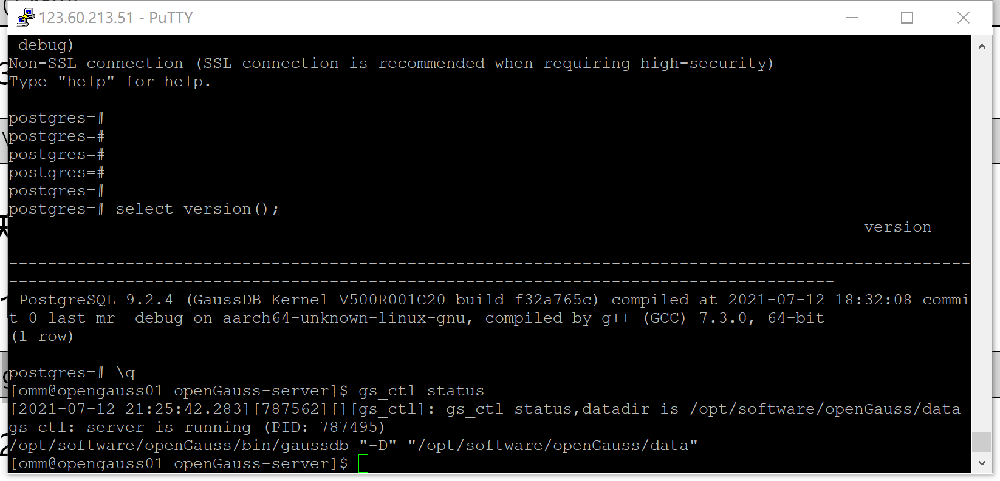 123.60.213.51 - PuTTY
debug)
Non-SSL connection (SSL connection is recommended when requiring high-security)
Type "help" for help.
postgres=#
postgres=#
postgres=#
postgres=#
postgres=#
postgres=# select version();
version
---------------------------------------------------------------------------------------------------
-------------------------------------------------------------------------------------
PostgreSQL 9.2.4 (GaussDB Kernel V500R001C20 build f32a765c) compiled at 2021-07-12 18:32:08 commi
t 0 last mr  debug on aarch64-unknown-linux-gnu, compiled by g++ (GCC) 7.3.0, 64-bit
(1 row)
postgres=# \q
[omm@opengauss01 openGauss-server]$ gs_ctl status
[2021-07-12 21:25:42.283][787562][][gs_ctl]: gs_ctl status,datadir is /opt/software/openGauss/data
gs_ctl: server is running (PID: 787495)
/opt/software/openGauss/bin/gaussdb "-D" "/opt/software/openGauss/data"
[omm@opengauss01 openGauss-server]$